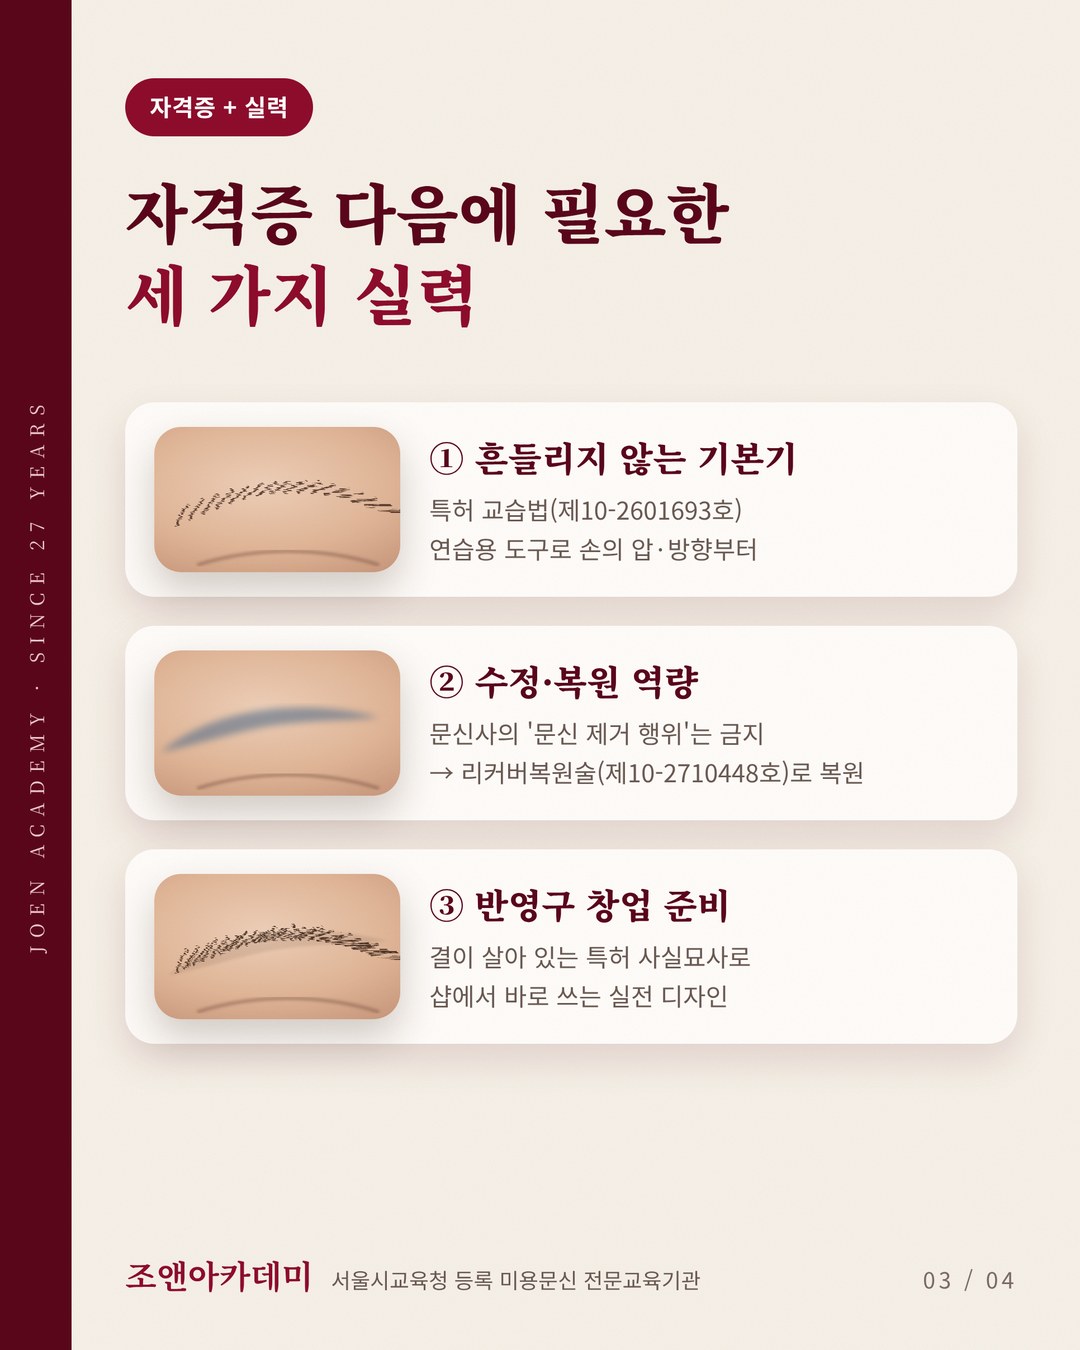 자격증 + 실력
자격증 다음에 필요한
세 가지 실력
① 흔들리지 않는 기본기
특허 교습법(제10-2601693호)
연습용 도구로 손의 압·방향부터
② 수정·복원 역량
문신사의 '문신 제거 행위'는 금지
→ 리커버복원술(제10-2710448호)로 복원
③ 반영구 창업 준비
결이 살아 있는 특허 사실묘사로
샵에서 바로 쓰는 실전 디자인
JOEN ACADEMY · SINCE 27 YEARS
조앤아카데미 서울시교육청 등록 미용문신 전문교육기관 03 / 04